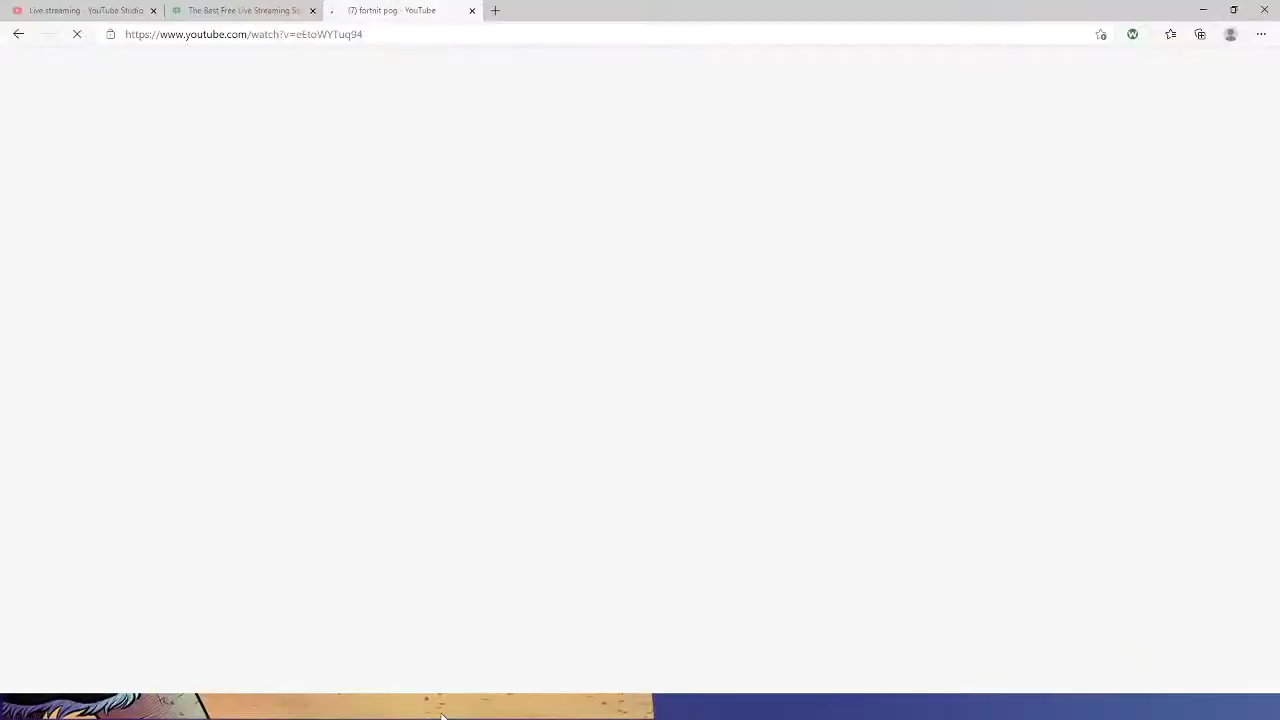 Live streaming - YouTube Studio
The Best Free Live Streaming So
(7) fortnit pog - YouTube
https://www.youtube.com/watch?v=eEtoWYTuq94
W